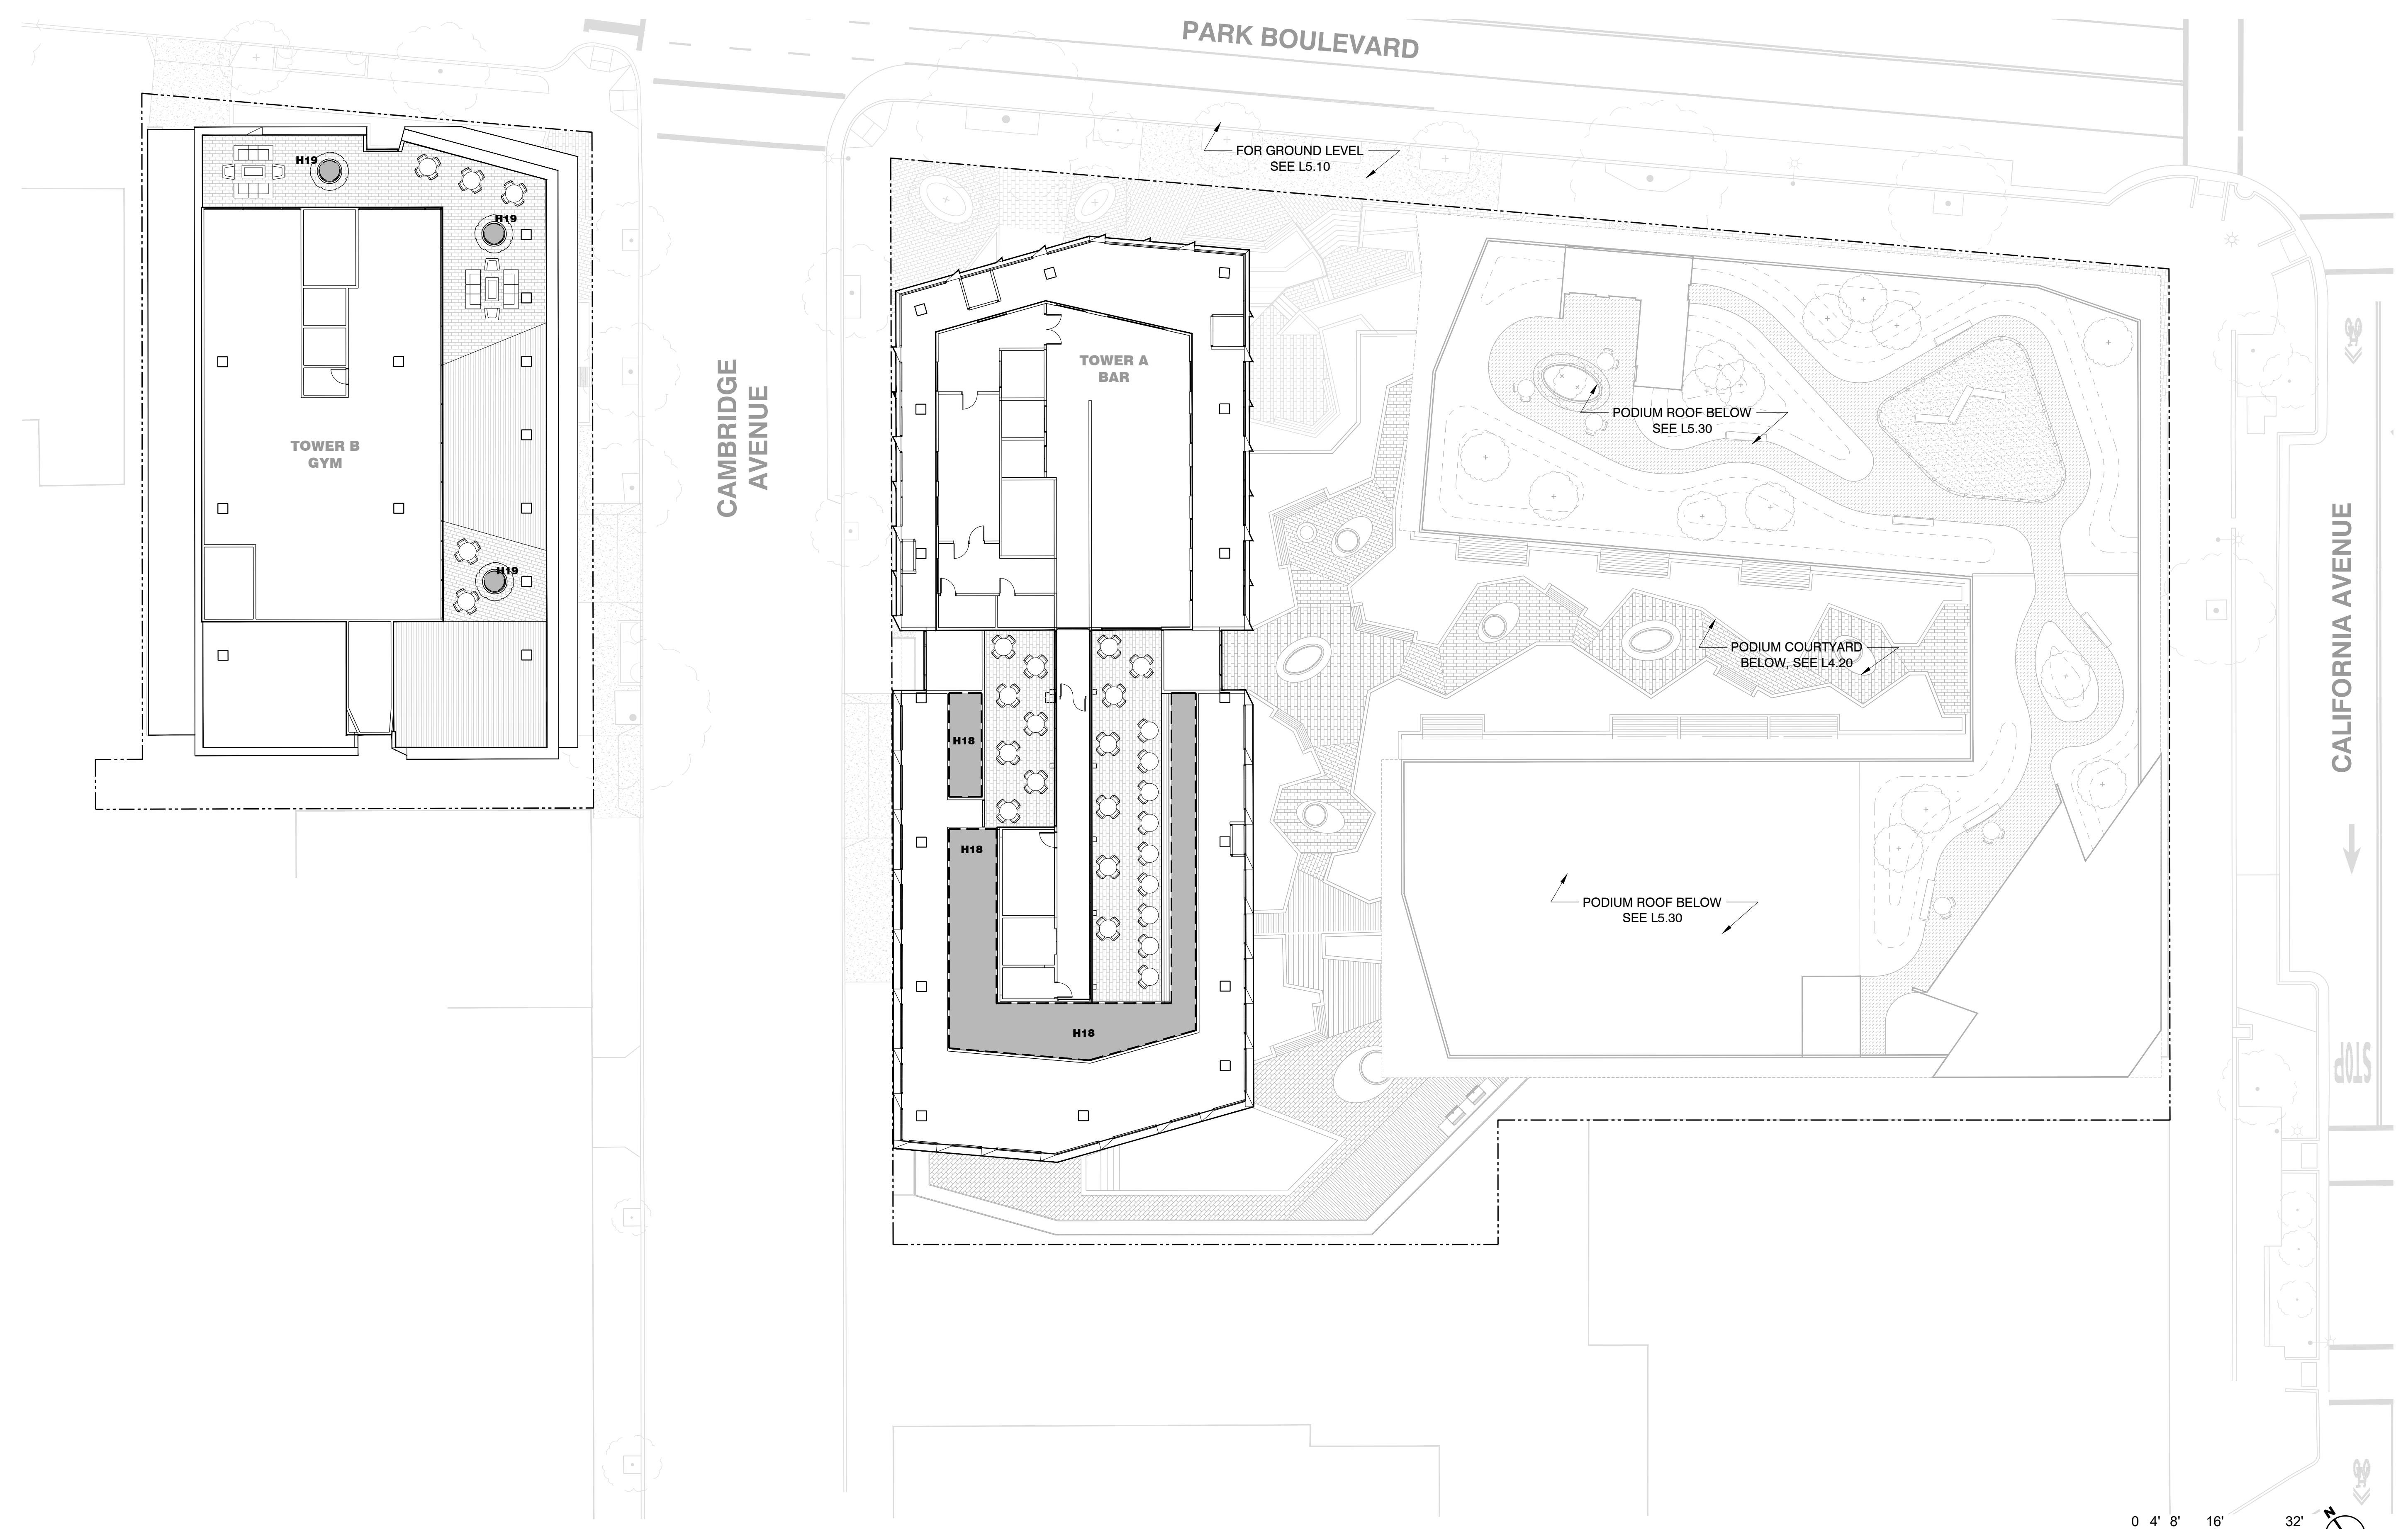 PARK BOULEVARD
FOR GROUND LEVEL
SEE L5.10
H19
H19
TOWER A
BAR
CAMBRIDGE
AVENUE
PODIUM ROOF BELOW
SEE L5.30
TOWER B
GYM
H19
CALIFORNIA AVENUE
PODIUM COURTYARD
BELOW, SEE L4.20
H18
H18
PODIUM ROOF BELOW
SEE L5.30
H18
STOP
0 4' 8' 16' 32'
N